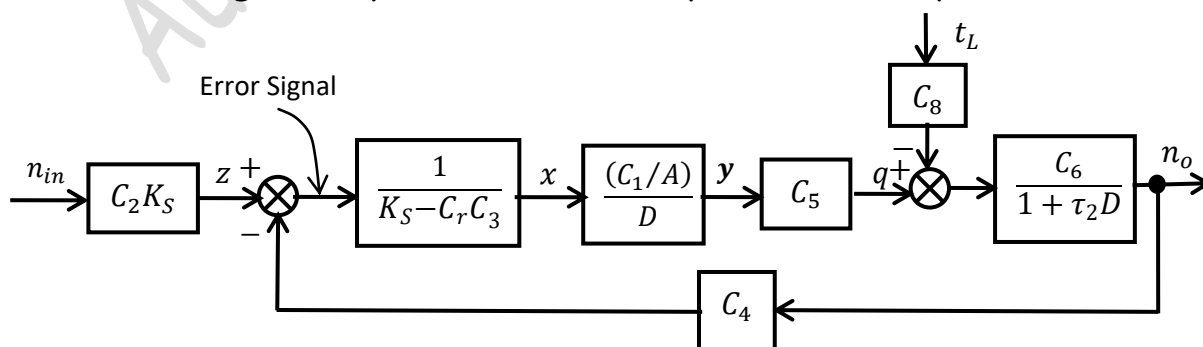 t_L
Error Signal
C_8
n_in
C_2K_S
z
+
−
1
K_S−C_rC_3
x
(C_1/A)
D
y
C_5
q
+
−
C_6
1 + τ_2D
n_o
C_4